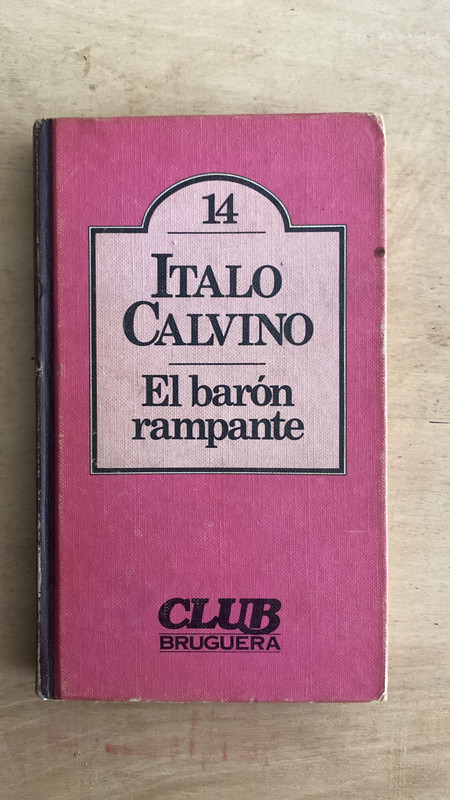 14
ITALO
CALVINO
El barón
rampante
CLUB
BRUGUERA